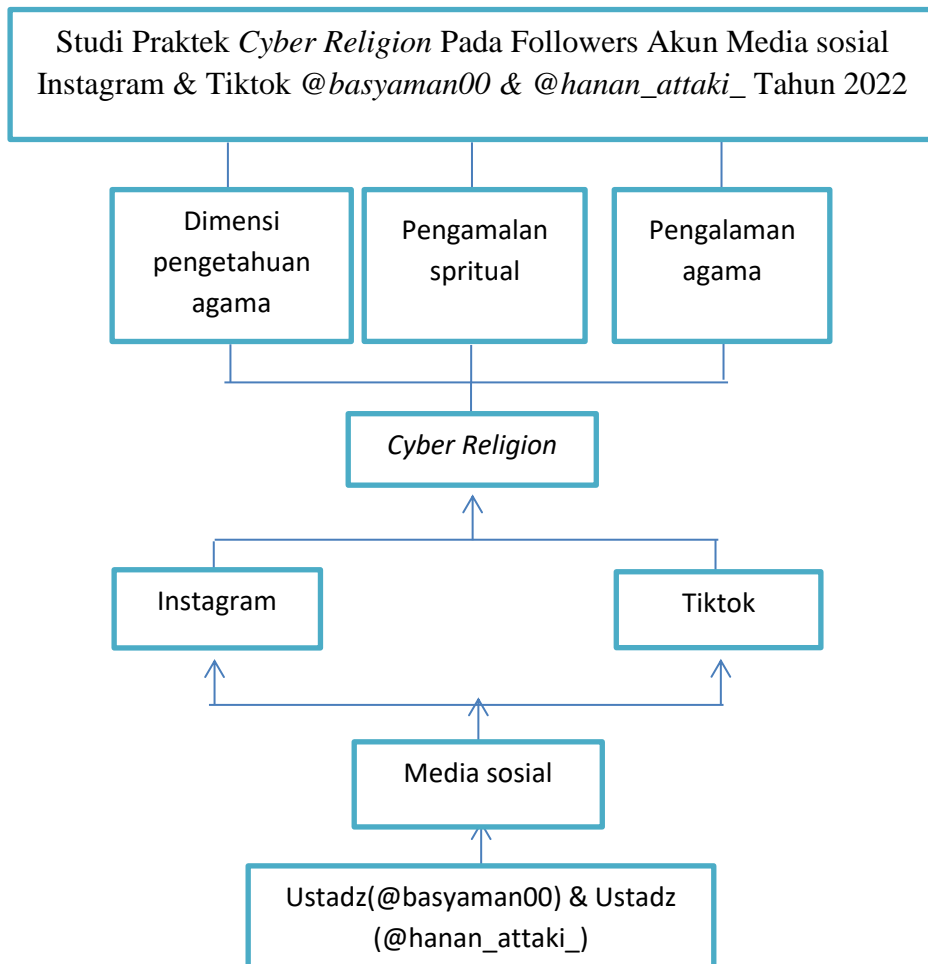 Studi Praktek Cyber Religion Pada Followers Akun Media sosial
Instagram & Tiktok @basyaman00 & @hanan_attaki_ Tahun 2022
Dimensi
pengetahuan
agama
Pengamalan
spritual
Pengalaman
agama
Cyber Religion
Instagram
Tiktok
Media sosial
Ustadz(@basyaman00) & Ustadz
(@hanan_attaki_)